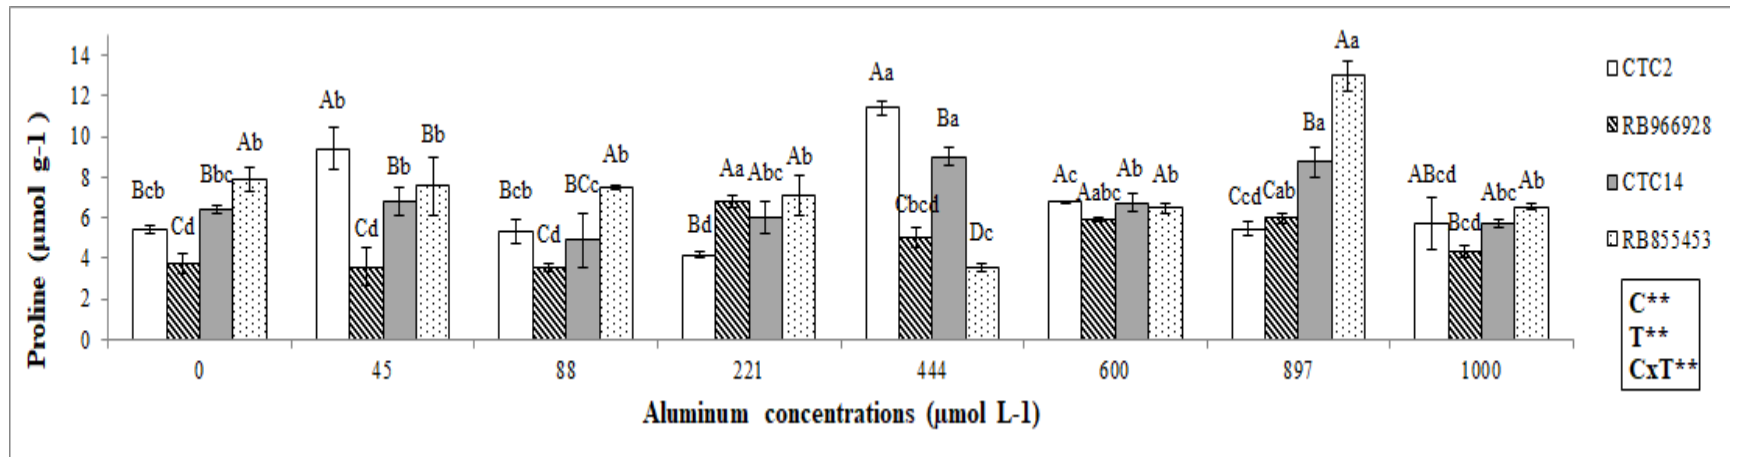 Proline (μmol g-1 )
14
12
10
8
6
4
2
0
Bcb
Cd
Bbc
Ab
Ab
Cd
Bb
Bb
Bcb
Cd
BCc
Ab
Bd
Aa
Abc
Ab
Aa
Cbcd
Ba
Dc
Ac
Aabc
Ab
Ab
Ccd
Cab
Ba
Aa
ABcd
Bcd
Abc
Ab
0 45 88 221 444 600 897 1000
Aluminum concentrations (μmol L-1)
CTC2
RB966928
CTC14
RB855453
C**
T**
CxT**